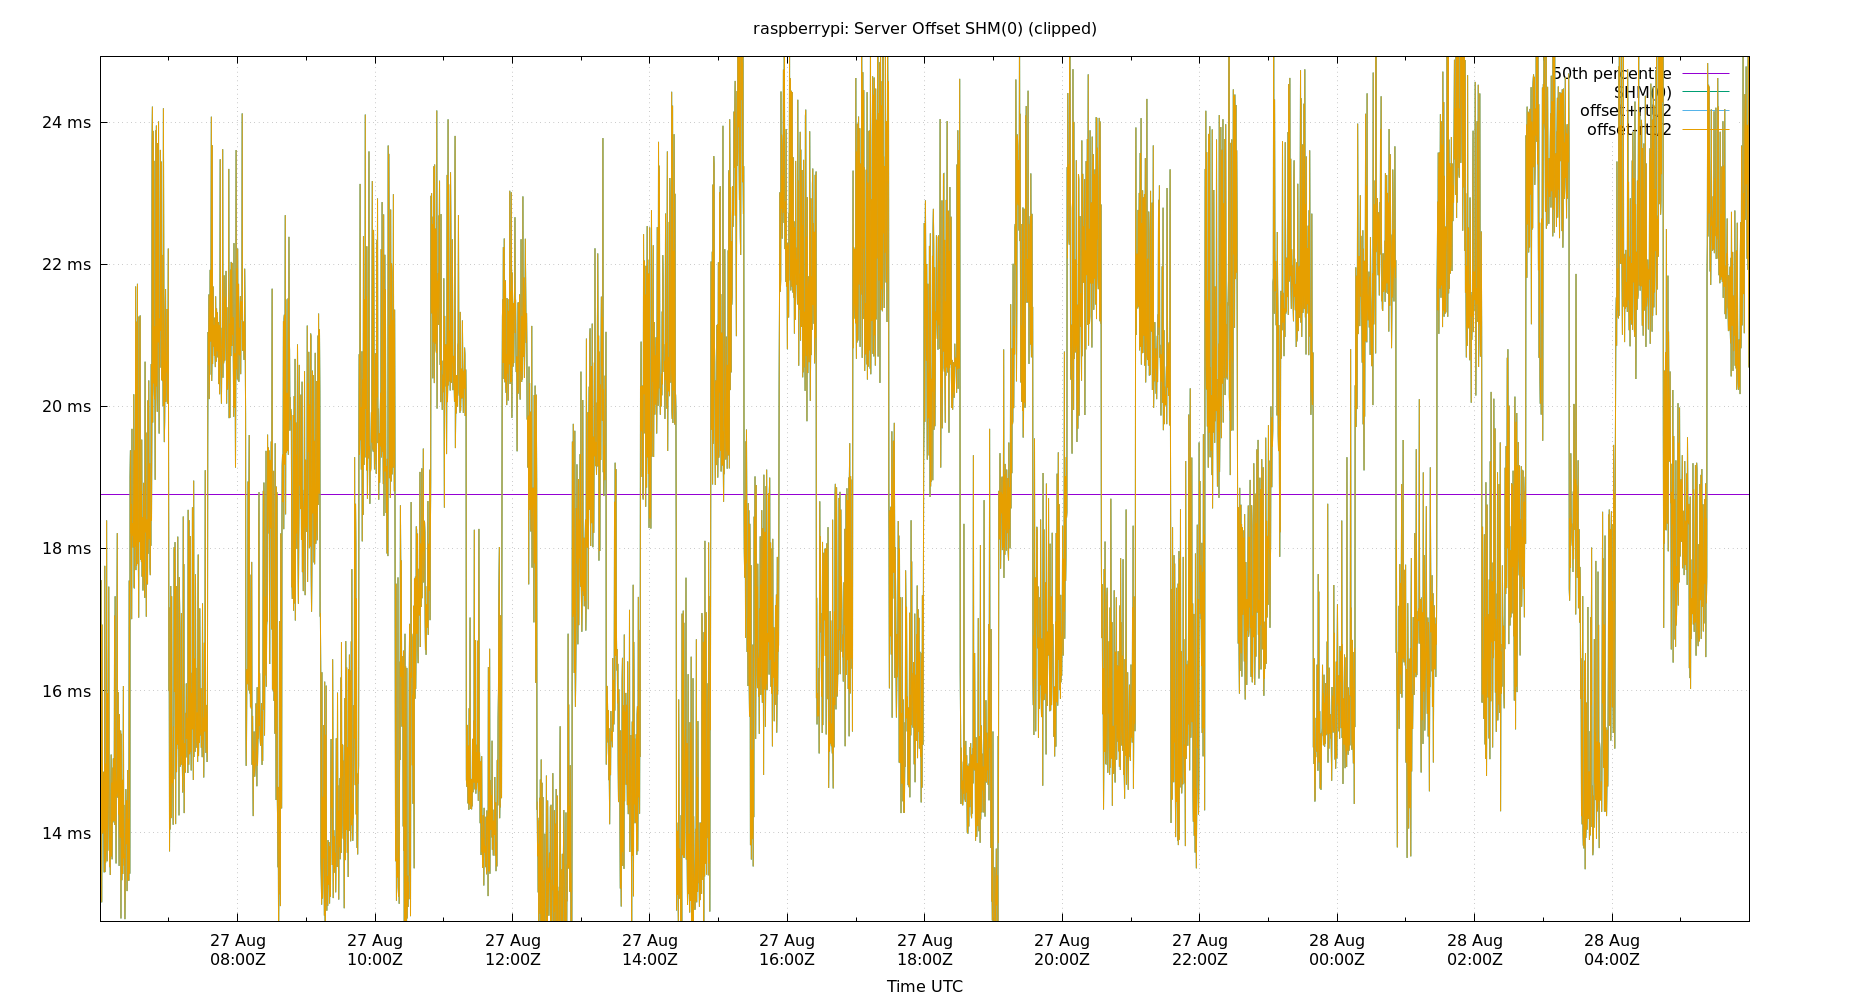 raspberrypi: Server Offset SHM(0) (clipped)
50th percentile
SHM(0)
offset+rtt/2
offset-rtt/2
24 ms
22 ms
20 ms
18 ms
16 ms
14 ms
27 Aug 27 Aug 27 Aug 27 Aug 27 Aug 27 Aug 27 Aug 27 Aug 28 Aug 28 Aug 28 Aug
08:00Z 10:00Z 12:00Z 14:00Z 16:00Z 18:00Z 20:00Z 22:00Z 00:00Z 02:00Z 04:00Z
Time UTC